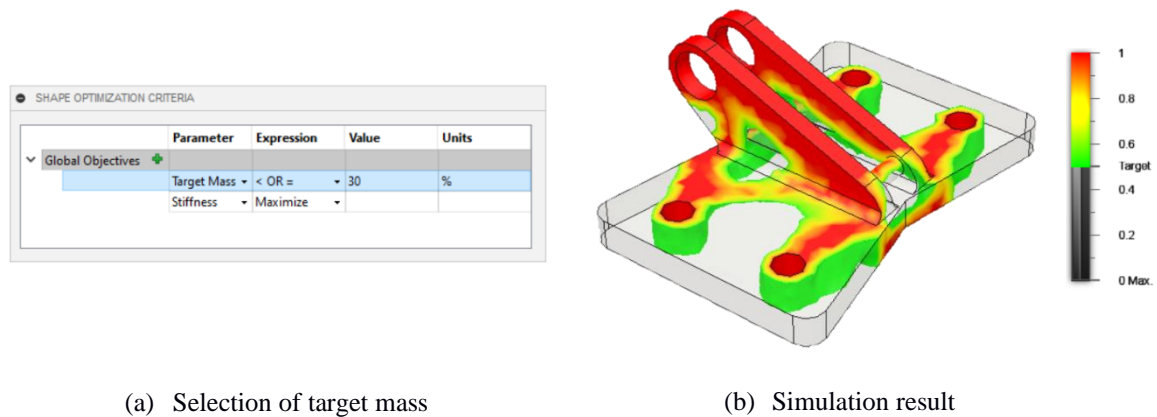 SHAPE OPTIMIZATION CRITERIA
Parameter Expression Value Units
Global Objectives
Target Mass < OR = 30 %
Stiffness Maximize
1
0.8
0.6
Target
0.4
0.2
0 Max.
(a) Selection of target mass
(b) Simulation result